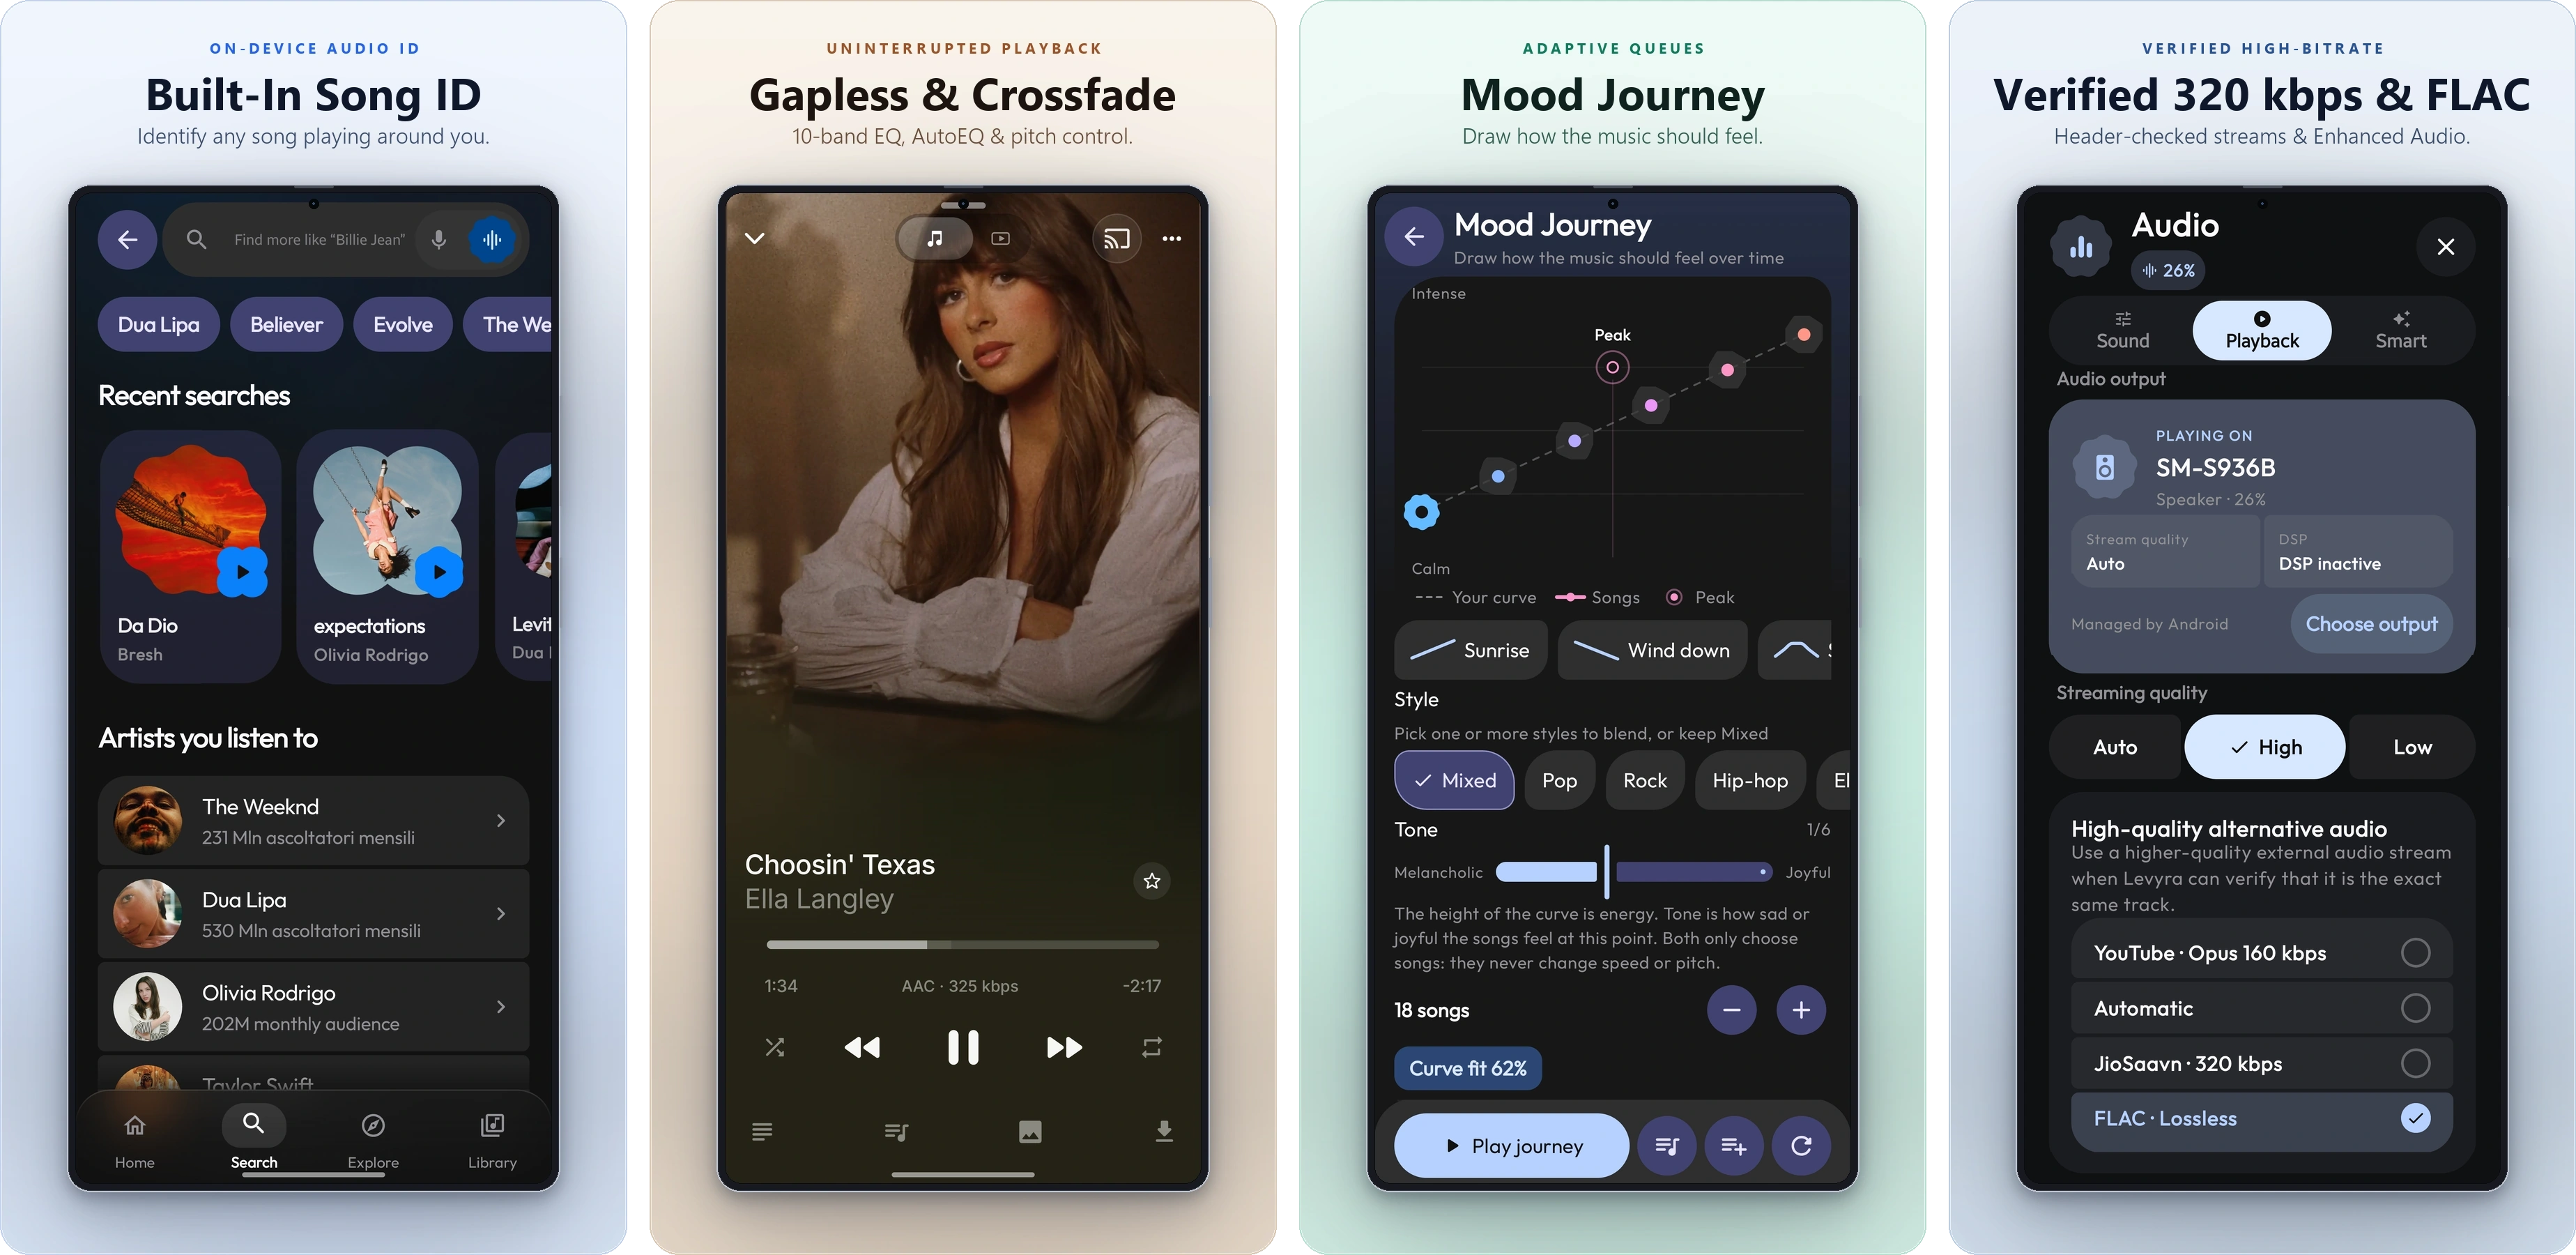 ON-DEVICE AUDIO ID
Built-In Song ID
Identify any song playing around you.
Find more like "Billie Jean"
Dua Lipa
Believer
Evolve
The We
Recent searches
Da Dio
Bresh
expectations
Olivia Rodrigo
Levit
Dua l
Artists you listen to
The Weeknd
231 Mln ascoltatori mensili
Dua Lipa
530 Mln ascoltatori mensili
Olivia Rodrigo
202M monthly audience
Taylor Swift
Home
Search
Explore
Library
UNINTERRUPTED PLAYBACK
Gapless & Crossfade
10-band EQ, AutoEQ & pitch control.
Choosin' Texas
Ella Langley
1:34
AAC · 325 kbps
-2:17
ADAPTIVE QUEUES
Mood Journey
Draw how the music should feel.
Mood Journey
Draw how the music should feel over time
Intense
Peak
Calm
Your curve
Songs
Peak
Sunrise
Wind down
Style
Pick one or more styles to blend, or keep Mixed
Mixed
Pop
Rock
Hip-hop
El
Tone
1/6
Melancholic
Joyful
The height of the curve is energy. Tone is how sad or
joyful the songs feel at this point. Both only choose
songs: they never change speed or pitch.
18 songs
Curve fit 62%
Play journey
VERIFIED HIGH-BITRATE
Verified 320 kbps & FLAC
Header-checked streams & Enhanced Audio.
Audio
26%
Sound
Playback
Smart
Audio output
PLAYING ON
SM-S936B
Speaker · 26%
Stream quality
Auto
DSP
DSP inactive
Managed by Android
Choose output
Streaming quality
Auto
High
Low
High-quality alternative audio
Use a higher-quality external audio stream
when Levyra can verify that it is the exact
same track.
YouTube · Opus 160 kbps
Automatic
JioSaavn · 320 kbps
FLAC · Lossless